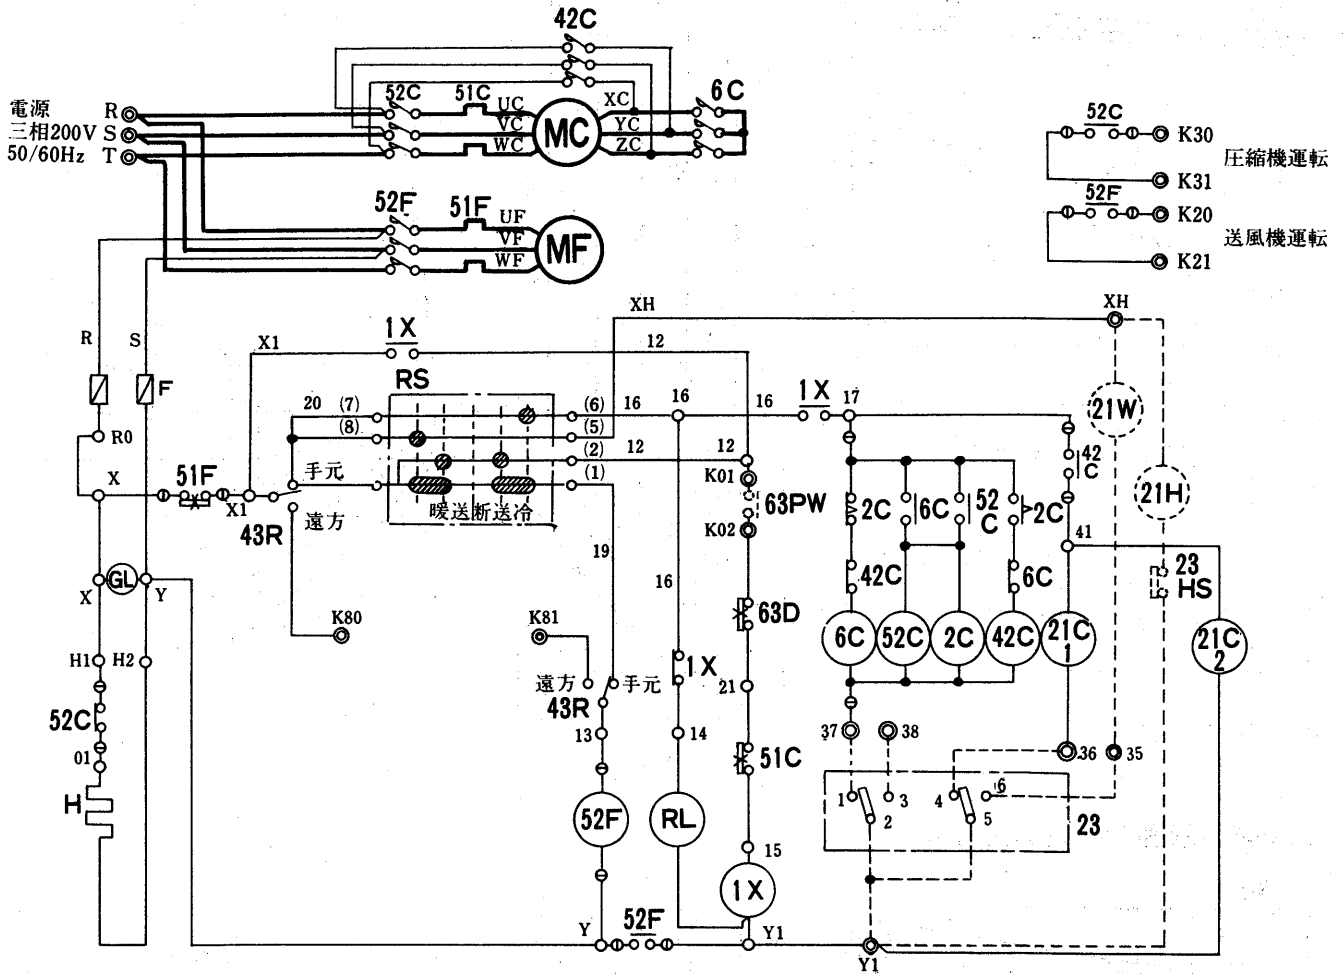 42C
52C
51C
UC
VC
WC
MC
XC
YC
ZC
6C
電源
三相200V
50/60Hz
R
S
T
52C
K30
圧縮機運転
K31
52F
K20
送風機運転
K21
52F
51F
UF
VF
WF
MF
XH
XH
R
S
X1
1X
12
F
RS
20
(7)
(8)
(6)
16
16
16
1X
17
(5)
(2)
12
12
(1)
R0
X
51F
X1
手元
遠方
43R
暖送断送冷
K01
63PW
K02
19
16
21W
21H
42
C
2C
6C
52
C
2C
41
42C
6C
23
HS
GL
X
Y
K80
K81
63D
6C
52C
2C
42C
21C
1
21C
2
H1
H2
52C
01
H
遠方
手元
43R
13
1X
14
21
51C
37
38
36
35
1
3
2
4
6
5
23
52F
RL
15
1X
Y
52F
Y1
Y1